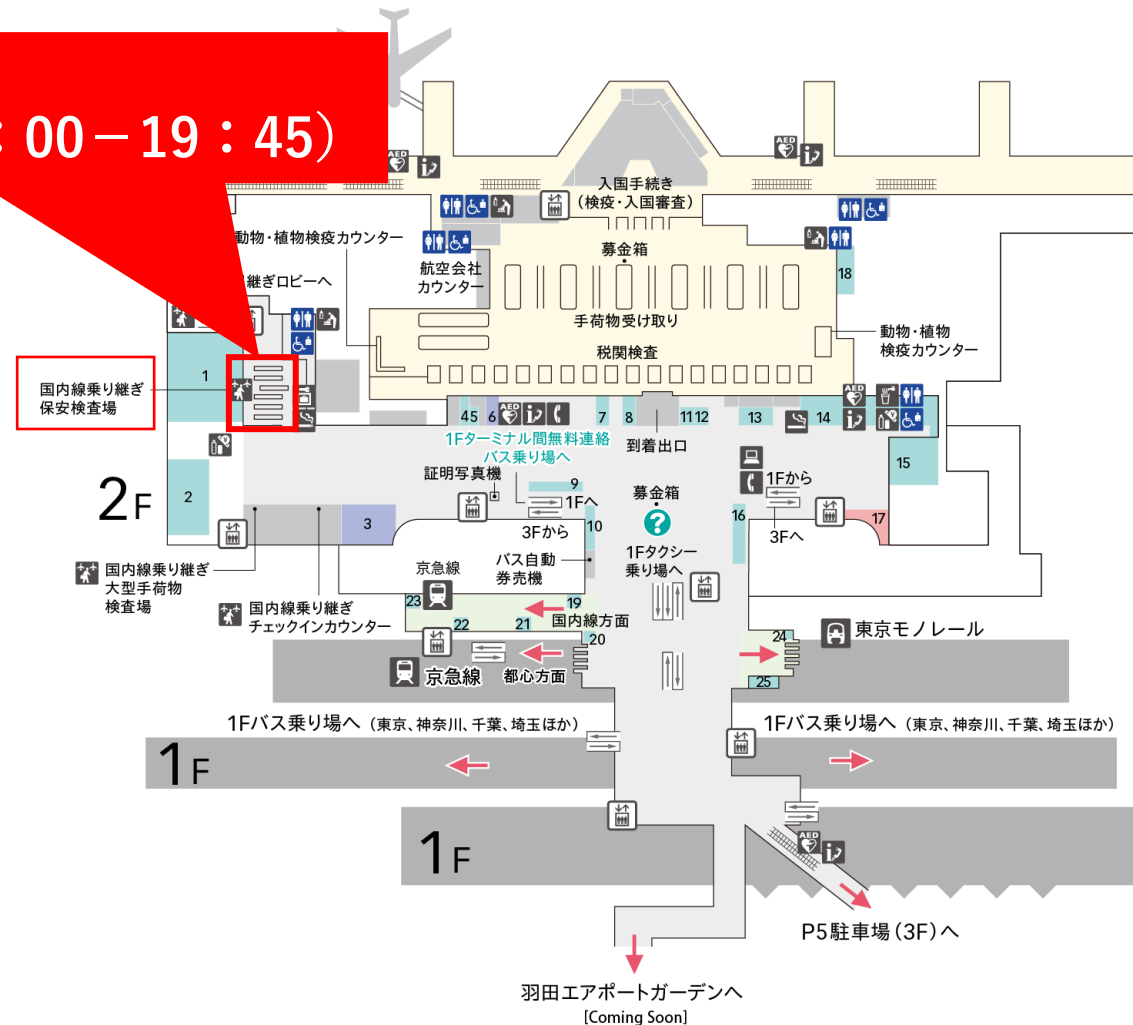 ：00－19：45）
AED
AED
入国手続き
（検疫・入国審査）
動物・植物検疫カウンター
航空会社
カウンター
募金箱
18
継ぎロビーへ
手荷物受け取り
動物・植物
検疫カウンター
税関検査
国内線乗り継ぎ
保安検査場
1
4
5
6
AED
7
8
到着出口
11
12
13
14
AED
1Fターミナル間無料連絡
バス乗り場へ
証明写真機
9
1Fへ
3Fから
10
募金箱
?
1Fタクシー
乗り場へ
1Fから
3Fへ
15
16
17
2F
2
3
バス自動
券売機
国内線乗り継ぎ
大型手荷物
検査場
国内線乗り継ぎ
チェックインカウンター
京急線
23
22
21
19
国内線方面
20
京急線
都心方面
24
東京モノレール
25
1Fバス乗り場へ（東京、神奈川、千葉、埼玉ほか）
1Fバス乗り場へ（東京、神奈川、千葉、埼玉ほか）
1F
1F
AED
P5駐車場（3F）へ
羽田エアポートガーデンへ
[Coming Soon]